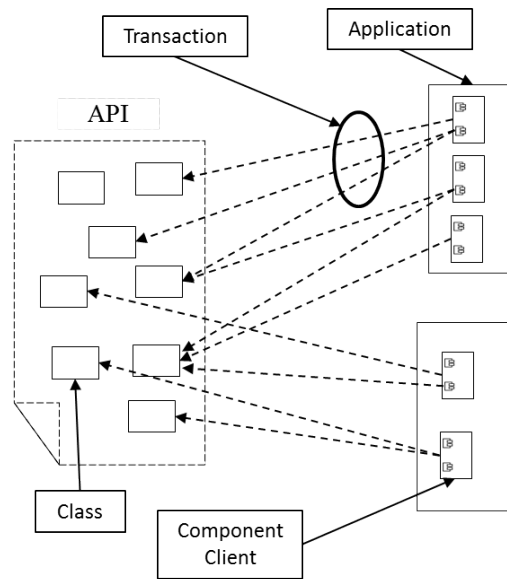 Transaction
Application
API
Class
Component
Client